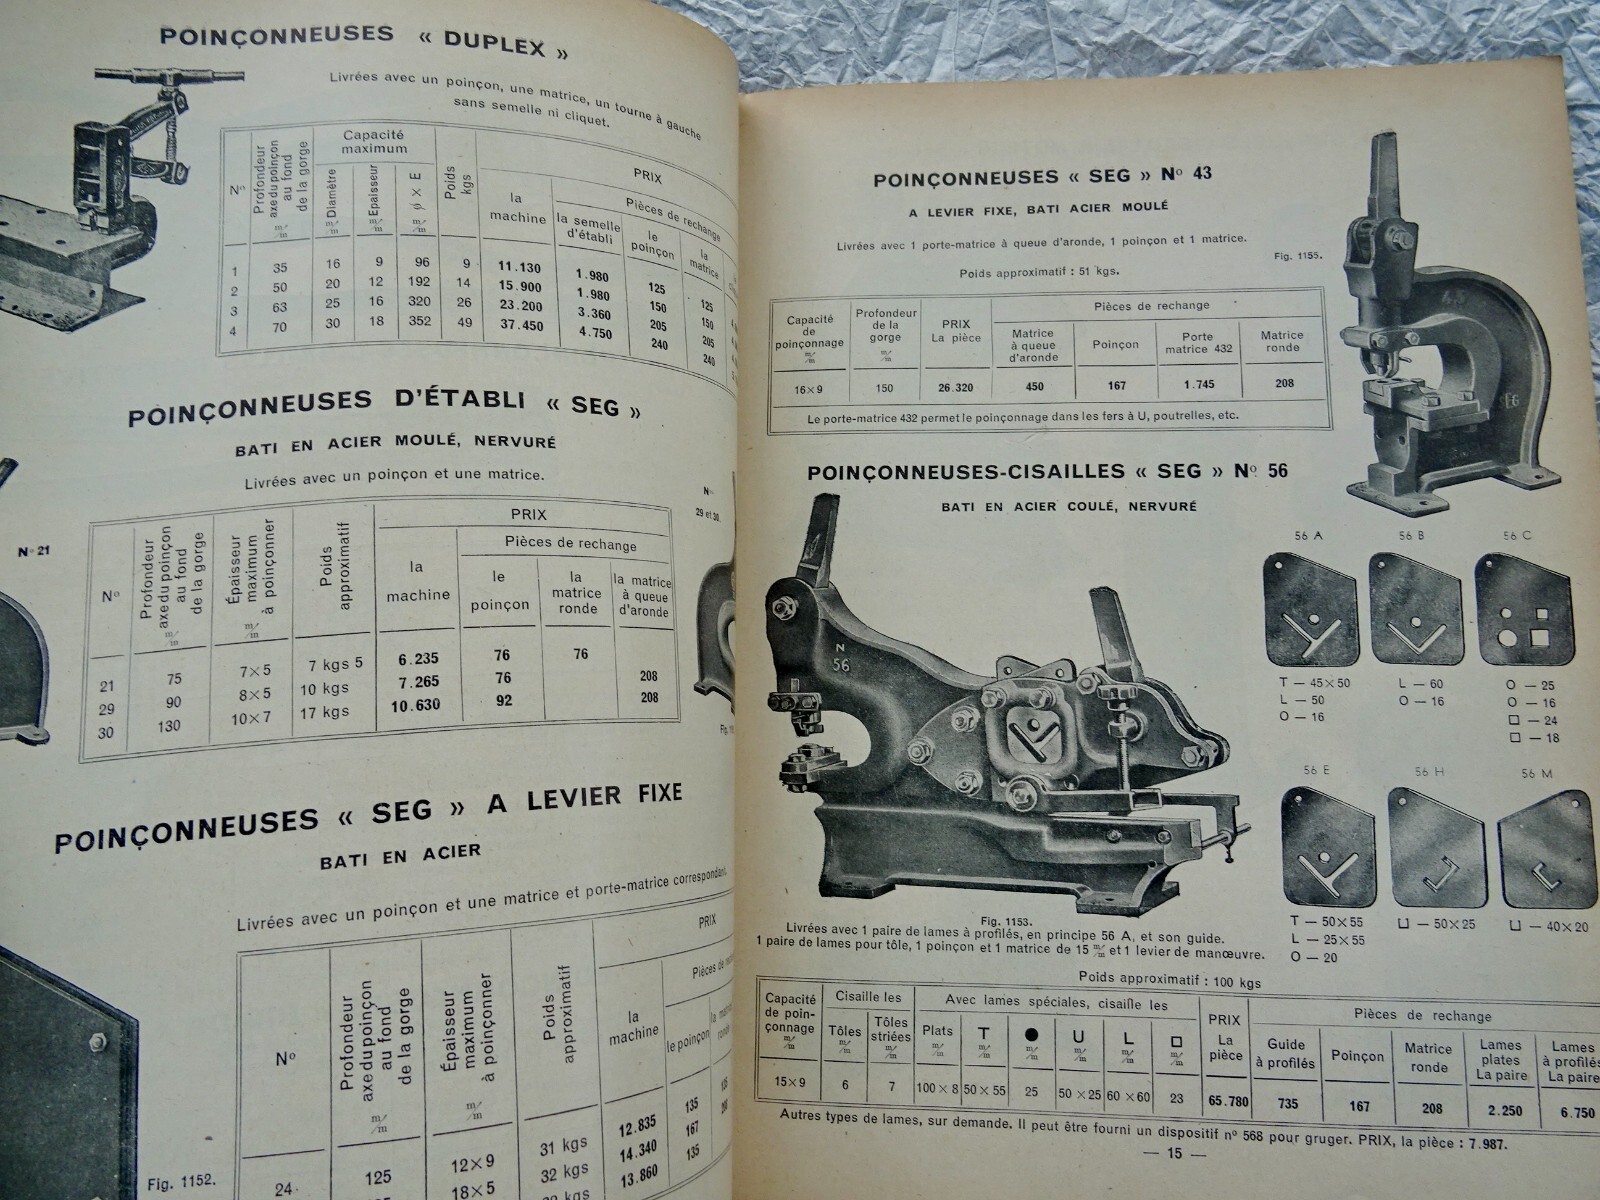 POINÇONNEUSES « DUPLEX »
Livrées avec un poinçon, une matrice, un tourne à gauche
sans semelle ni cliquet.
Nº
Profondeur axe du poinçon au fond de la gorge m/m
Capacité maximum
Diamètre m/m
Epaisseur m/m
ϕ × E m/m
Poids kgs
PRIX
la machine
Pièces de rechange
la semelle d'établi
le poinçon
la matrice
1 35 16 9 96 9 11.130 1.980 125 125
2 50 20 12 192 14 15.900 1.980 150 150
3 63 25 16 320 26 23.200 3.360 205 205
4 70 30 18 352 49 37.450 4.750 240 240
POINÇONNEUSES D'ÉTABLI « SEG »
BATI EN ACIER MOULÉ, NERVURÉ
Livrées avec un poinçon et une matrice.
Nº 21
Nº
29 et 30.
Nº
Profondeur axe du poinçon au fond de la gorge m/m
Épaisseur maximum à poinçonner m/m
Poids approximatif
PRIX
la machine
Pièces de rechange
le poinçon
la matrice ronde
la matrice à queue d'aronde
21 75 7×5 7 kgs 5 6.235 76 76
29 90 8×5 10 kgs 7.265 76 208
30 130 10×7 17 kgs 10.630 92 208
POINÇONNEUSES « SEG » A LEVIER FIXE
BATI EN ACIER
Livrées avec un poinçon et une matrice et porte-matrice correspondant.
Nº
Profondeur axe du poinçon au fond de la gorge m/m
Épaisseur maximum à poinçonner m/m
Poids approximatif
PRIX
la machine
Pièces de
le poinçon
ronde
24 125 12×9 31 kgs 12.835 135
18×5 32 kgs 14.340 167
13.860 135
Fig. 1152.
POINÇONNEUSES « SEG » Nº 43
A LEVIER FIXE, BATI ACIER MOULÉ
Livrées avec 1 porte-matrice à queue d'aronde, 1 poinçon et 1 matrice.
Fig. 1155.
Poids approximatif : 51 kgs.
Capacité de poinçonnage m/m
Profondeur de la gorge m/m
PRIX La pièce
Pièces de rechange
Matrice à queue d'aronde
Poinçon
Porte matrice 432
Matrice ronde
16×9 150 26.320 450 167 1.745 208
Le porte-matrice 432 permet le poinçonnage dans les fers à U, poutrelles, etc.
POINÇONNEUSES-CISAILLES « SEG » Nº 56
BATI EN ACIER COULÉ, NERVURÉ
N
56
56 A 56 B 56 C
T — 45×50
L — 50
O — 16
L — 60
O — 16
O — 25
O — 16
□ — 24
□ — 18
56 E 56 H 56 M
T — 50×55
L — 25×55
O — 20
⊔ — 50×25
⊔ — 40×20
Fig. 1153.
Livrées avec 1 paire de lames à profilés, en principe 56 A, et son guide.
1 paire de lames pour tôle, 1 poinçon et 1 matrice de 15 m/m et 1 levier de manœuvre.
Poids approximatif : 100 kgs
Capacité de poin-çonnage m/m
Cisaille les
Tôles m/m
Tôles striées m/m
Avec lames spéciales, cisaille les
Plats m/m
T m/m
● m/m
U m/m
L m/m
□ m/m
PRIX La pièce
Pièces de rechange
Guide à profilés
Poinçon
Matrice ronde
Lames plates La paire
Lames à profilés La paire
15×9 6 7 100×8 50×55 25 50×25 60×60 23 65.780 735 167 208 2.250 6.750
Autres types de lames, sur demande. Il peut être fourni un dispositif nº 568 pour gruger. PRIX, la pièce : 7.987.
— 15 —